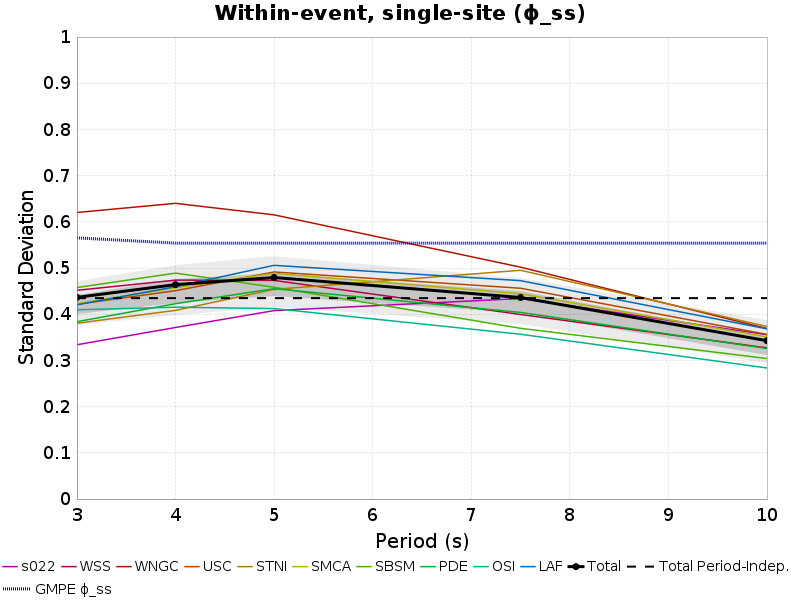 Within-event, single-site (ϕ_ss)
Standard Deviation
1
0.9
0.8
0.7
0.6
0.5
0.4
0.3
0.2
0.1
0
3 4 5 6 7 8 9 10
Period (s)
s022 WSS WNGC USC STNI SMCA SBSM PDE OSI LAF Total Total Period-Indep.
GMPE ϕ_ss